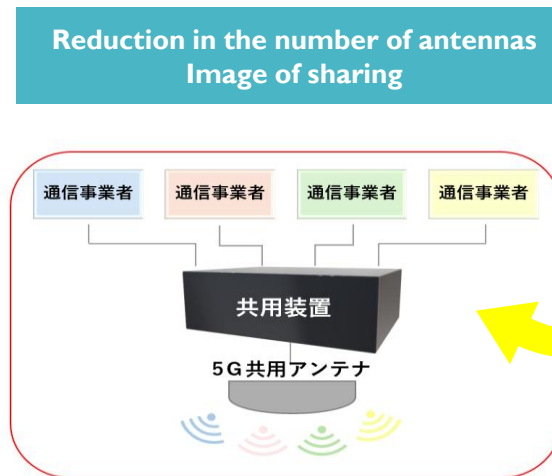 Reduction in the number of antennas
Image of sharing
通信事業者
通信事業者
通信事業者
通信事業者
共用装置
5G共用アンテナ